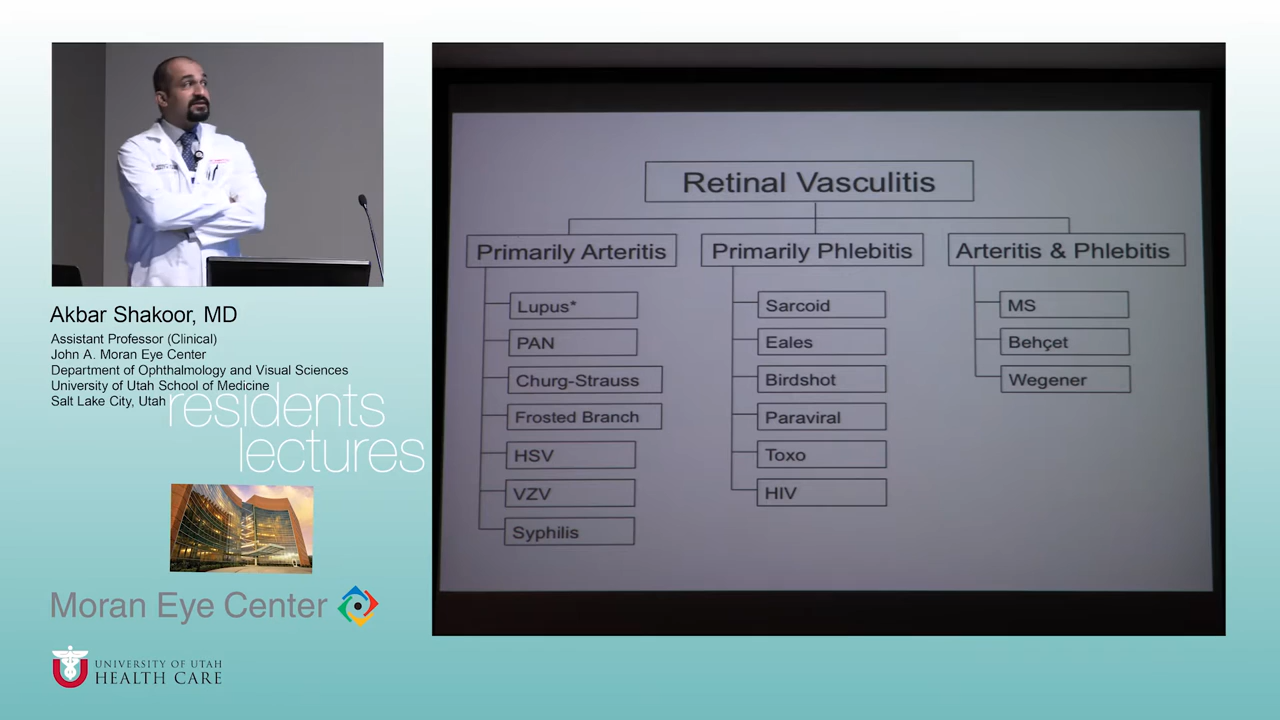 Akbar Shakoor, MD
Assistant Professor (Clinical)
John A. Moran Eye Center
Department of Ophthalmology and Visual Sciences
University of Utah School of Medicine
Salt Lake City, Utah
residents
lectures
Moran Eye Center
UNIVERSITY OF UTAH
HEALTH CARE
Retinal Vasculitis
Primarily Arteritis
Lupus*
PAN
Churg-Strauss
Frosted Branch
HSV
VZV
Syphilis
Primarily Phlebitis
Sarcoid
Eales
Birdshot
Paraviral
Toxo
HIV
Arteritis & Phlebitis
MS
Behçet
Wegener